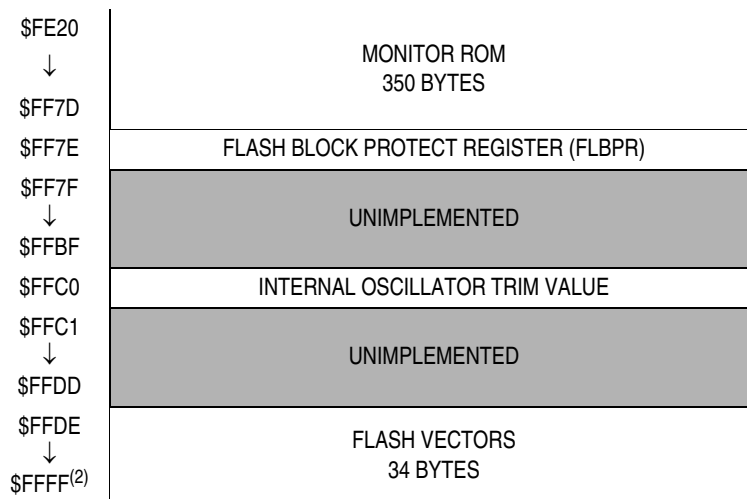 $FE20
↓
$FF7D
MONITOR ROM
350 BYTES
$FF7E
FLASH BLOCK PROTECT REGISTER (FLBPR)
$FF7F
↓
$FFBF
UNIMPLEMENTED
$FFC0
INTERNAL OSCILLATOR TRIM VALUE
$FFC1
↓
$FFDD
UNIMPLEMENTED
$FFDE
↓
$FFFF(2)
FLASH VECTORS
34 BYTES